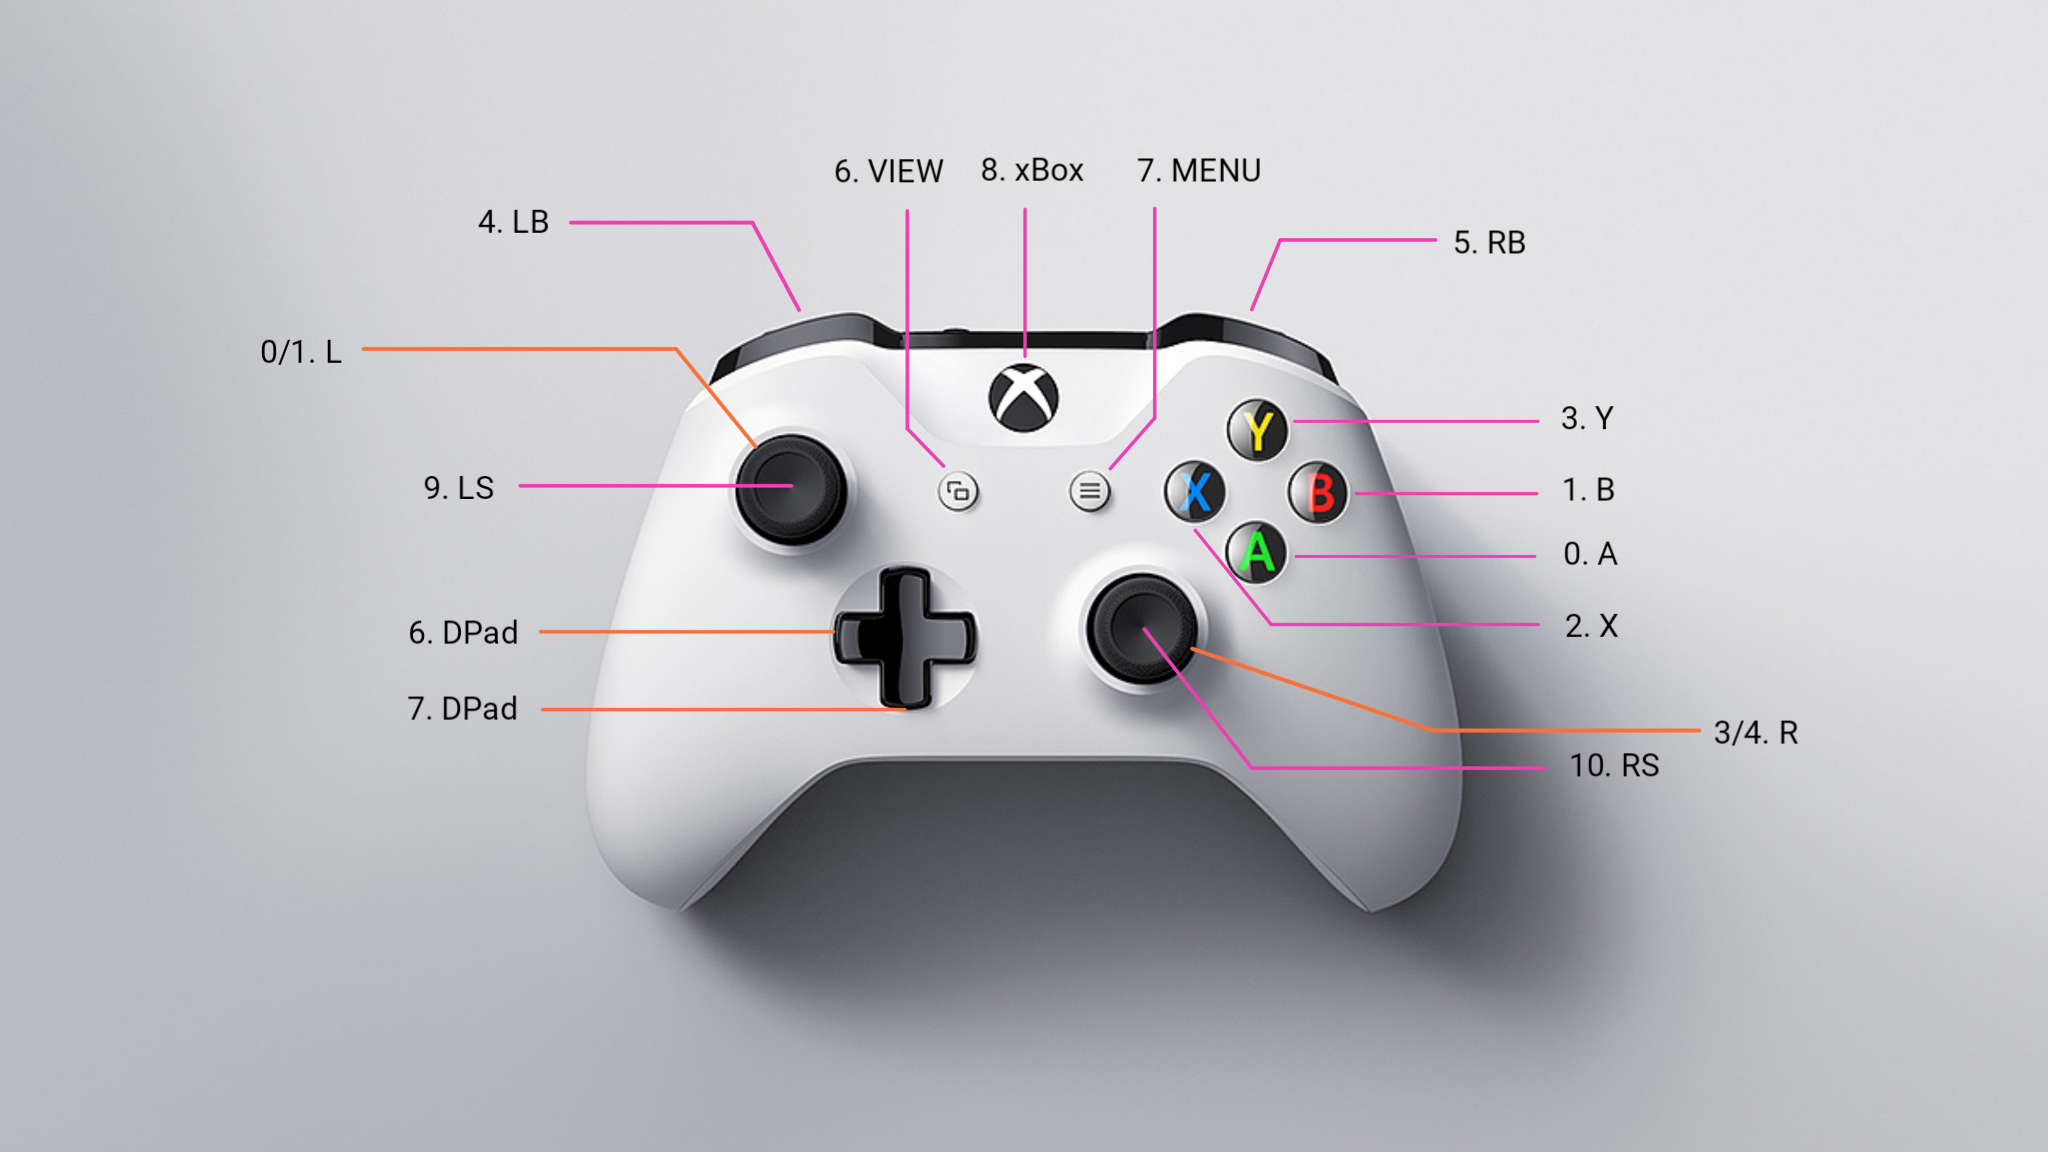 6. VIEW
8. xBox
7. MENU
4. LB
5. RB
0/1. L
3. Y
Y
9. LS
X
B
1. B
A
0. A
2. X
6. DPad
7. DPad
3/4. R
10. RS